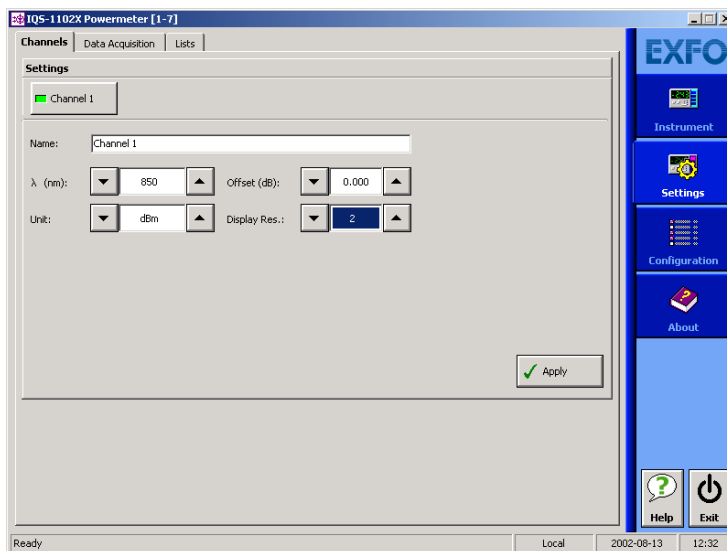 IQS-1102X Powermeter [1-7]
Channels Data Acquisition Lists
Settings
Channel 1
Name: Channel 1
λ (nm): 850 Offset (dB): 0.000
Unit: dBm Display Res.: 2
Apply
EXFO
Instrument
Settings
Configuration
About
Help Exit
Ready Local 2002-08-13 12:32